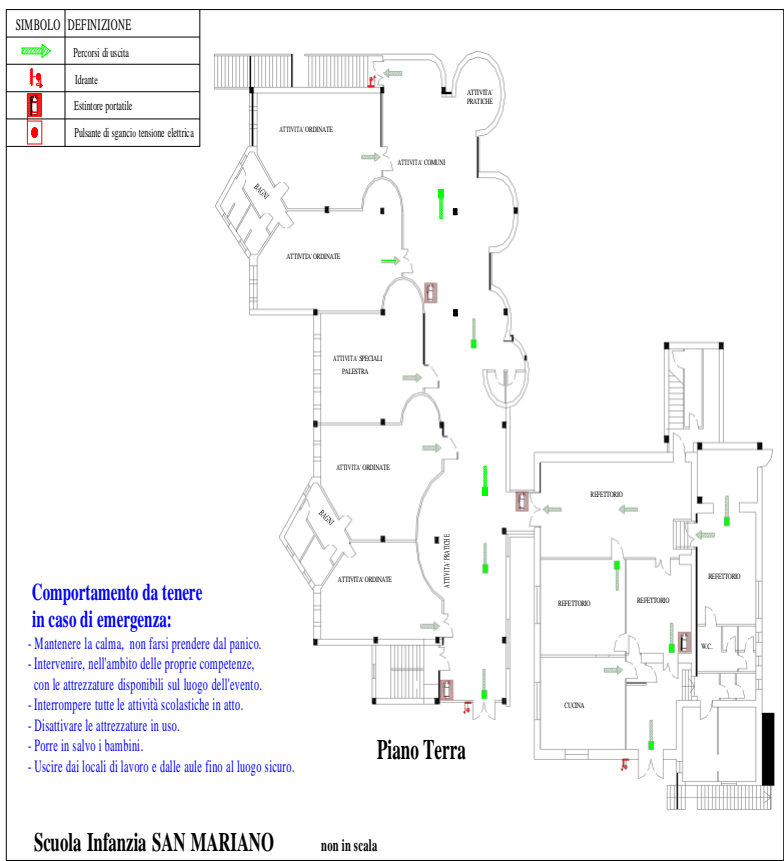 SIMBOLO DEFINIZIONE
Percorsi di uscita
Idrante
Estintore portatile
Pulsante di sgancio tensione elettrica
ATTIVITA' PRATICHE
ATTIVITA' ORDINATE
ATTIVITA' COMUNI
BAGNI
ATTIVITA' ORDINATE
ATTIVITA' SPECIALI
PALESTRA
ATTIVITA' ORDINATE
REFETTORIO
BAGNI
ATTIVITA' PRATICHE
ATTIVITA' ORDINATE
REFETTORIO
REFETTORIO
REFETTORIO
W.C.
CUCINA
Comportamento da tenere
in caso di emergenza:
- Mantenere la calma, non farsi prendere dal panico.
- Intervenire, nell'ambito delle proprie competenze,
con le attrezzature disponibili sul luogo dell'evento.
- Interrompere tutte le attività scolastiche in atto.
- Disattivare le attrezzature in uso.
- Porre in salvo i bambini.
- Uscire dai locali di lavoro e dalle aule fino al luogo sicuro.
Piano Terra
Scuola Infanzia SAN MARIANO non in scala